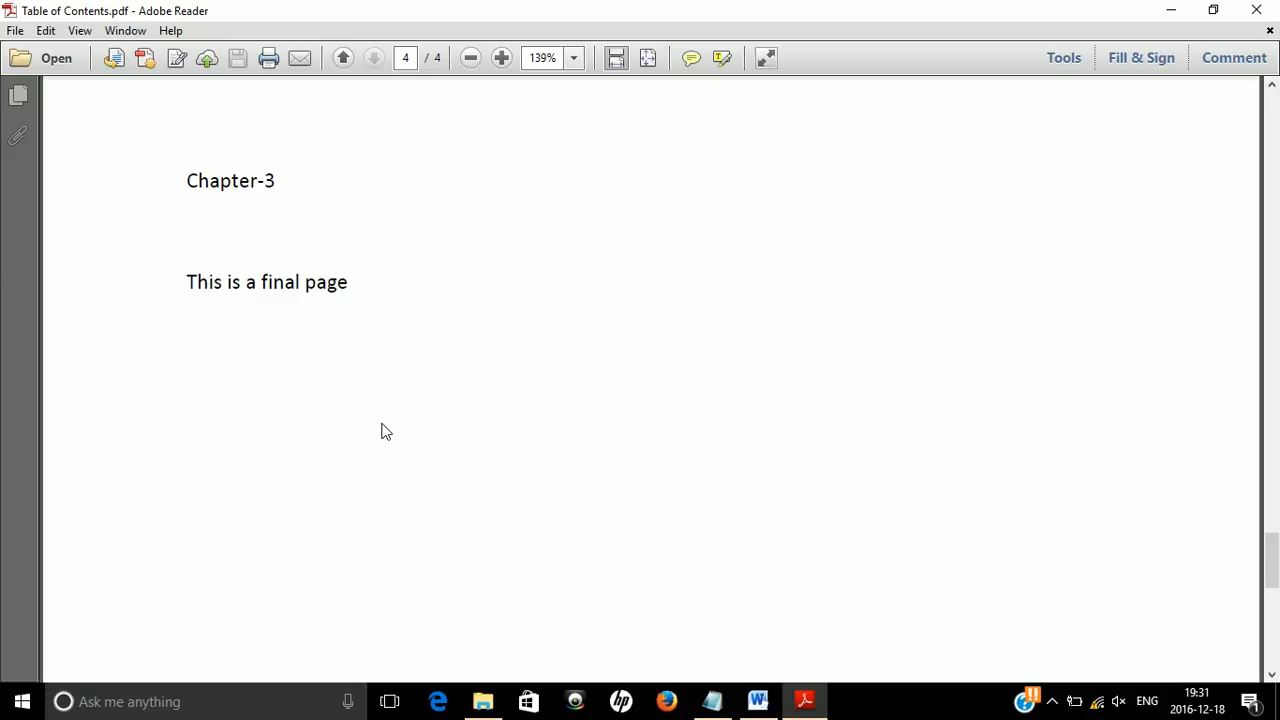 Table of Contents.pdf - Adobe Reader
File Edit View Window Help
Open 4 / 4 139% Tools Fill & Sign Comment
Chapter-3
This is a final page
Ask me anything
ENG
19:31
2016-12-18